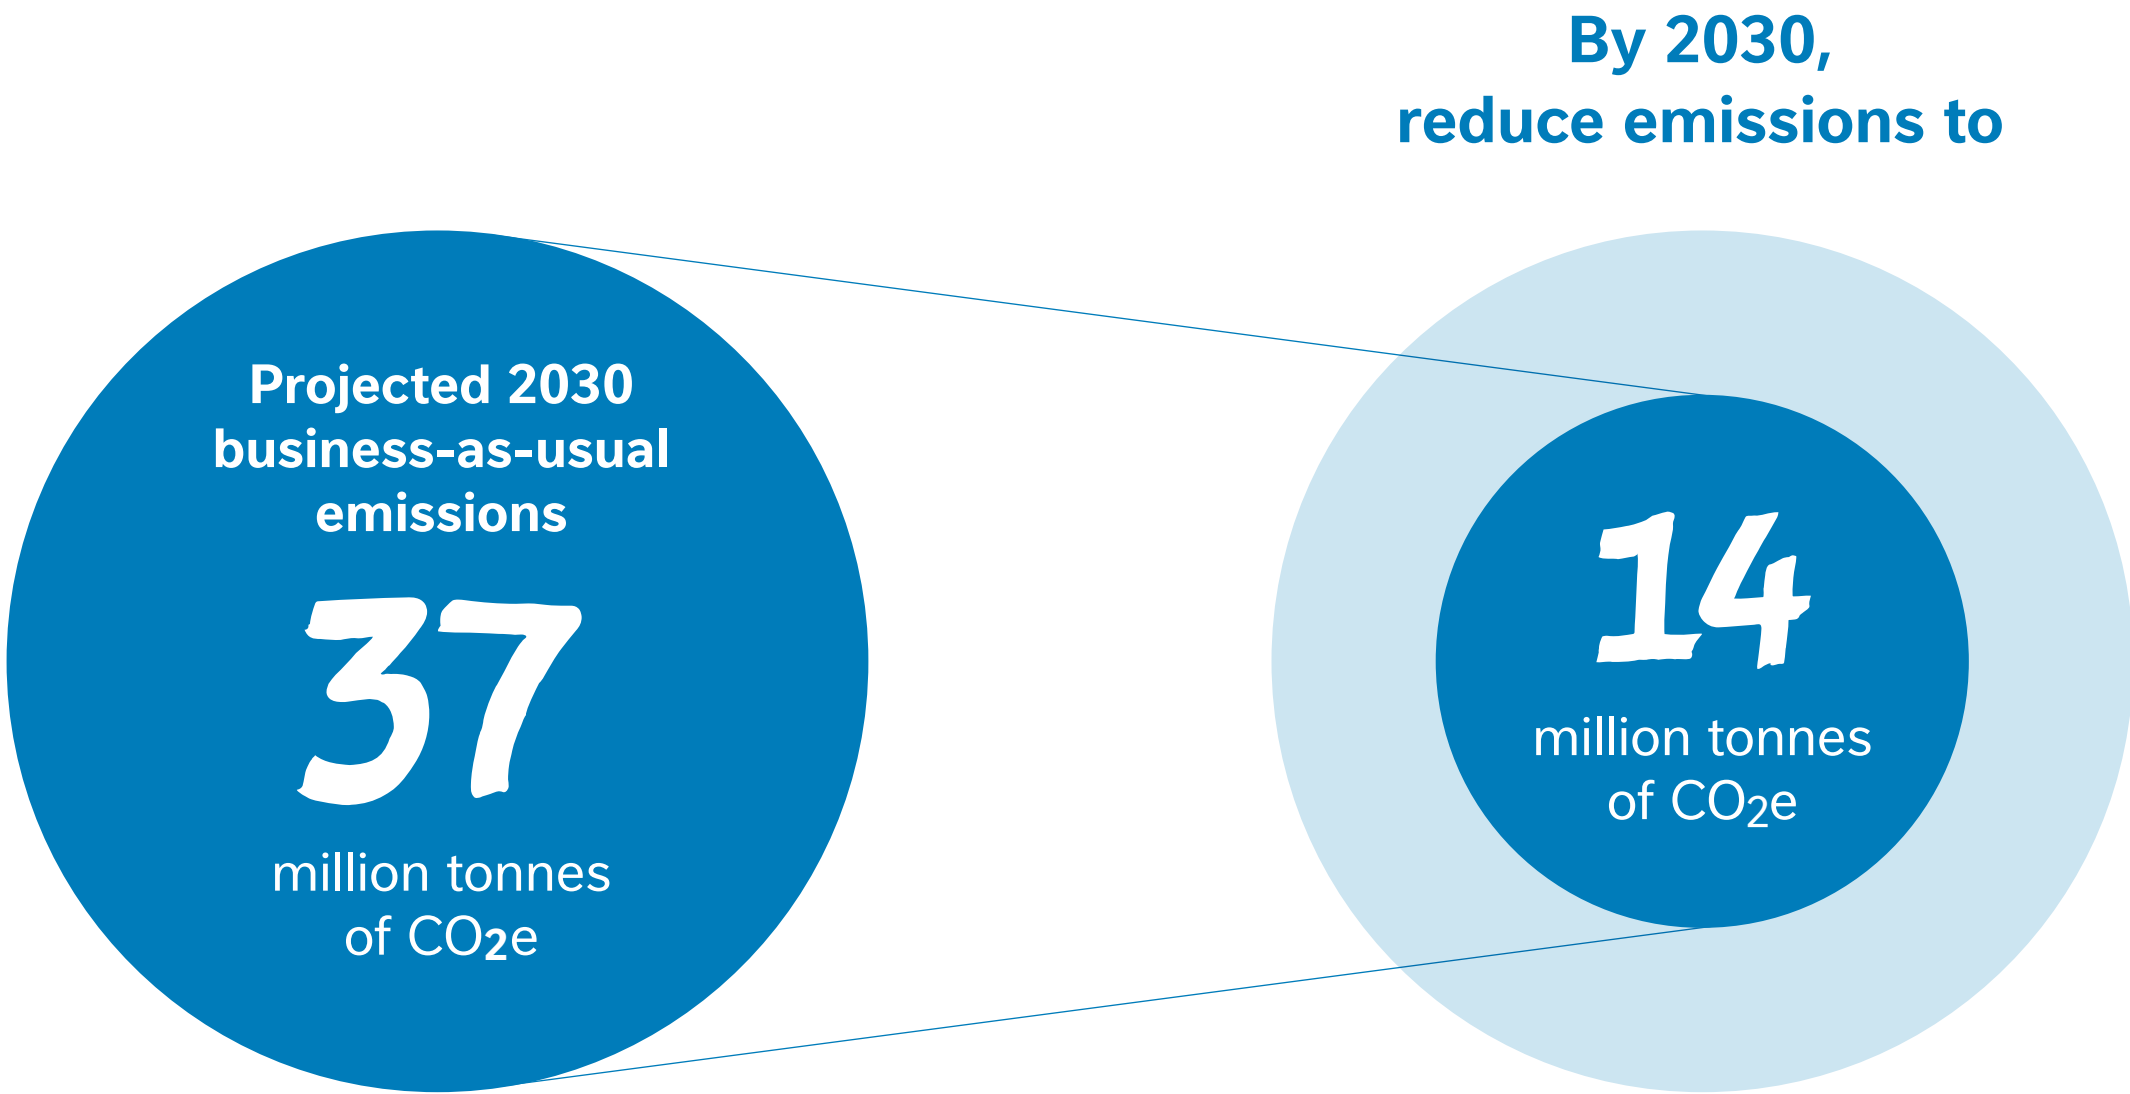 By 2030,
reduce emissions to
Projected 2030
business-as-usual
emissions
37
million tonnes
of CO2e
14
million tonnes
of CO2e